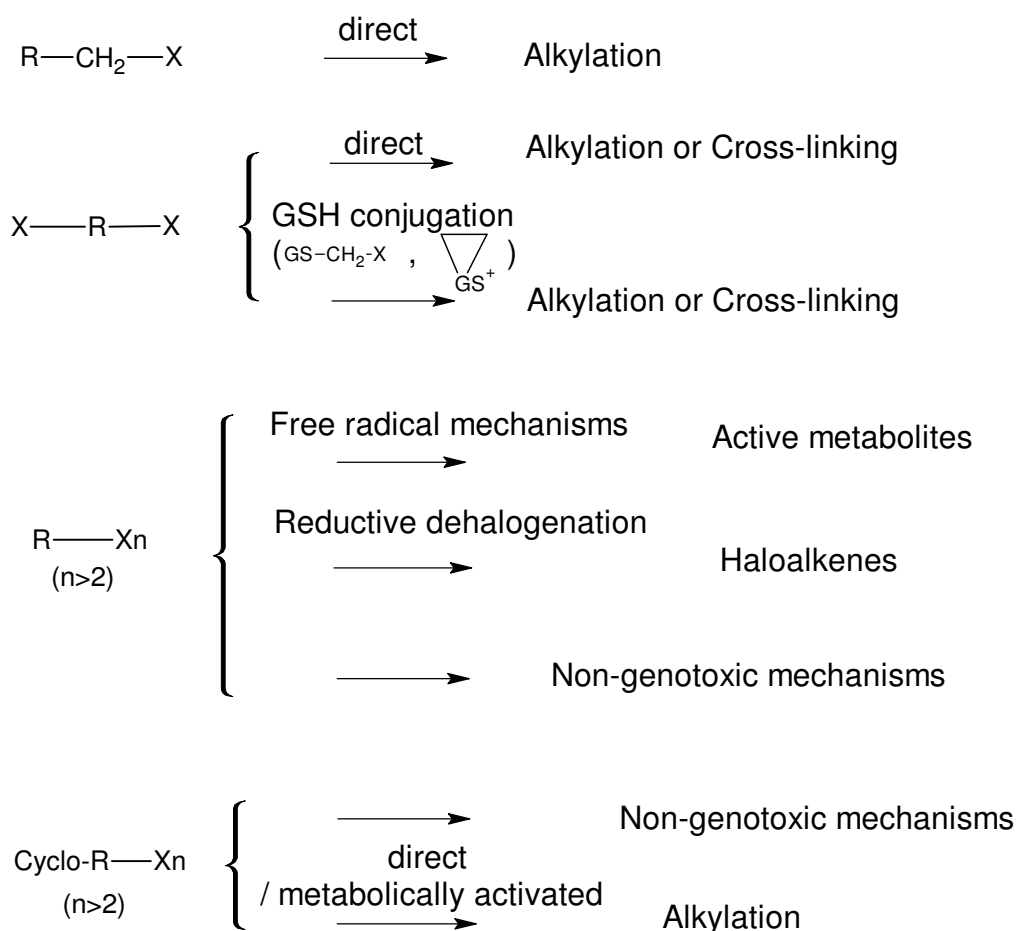 direct
R—CH2—X Alkylation
direct Alkylation or Cross-linking
GSH conjugation
X—R—X
(GS-CH2-X , GS+)
Alkylation or Cross-linking
Free radical mechanisms Active metabolites
Reductive dehalogenation
R—Xn Haloalkenes
(n>2)
Non-genotoxic mechanisms
Non-genotoxic mechanisms
Cyclo-R—Xn direct
(n>2) / metabolically activated
Alkylation